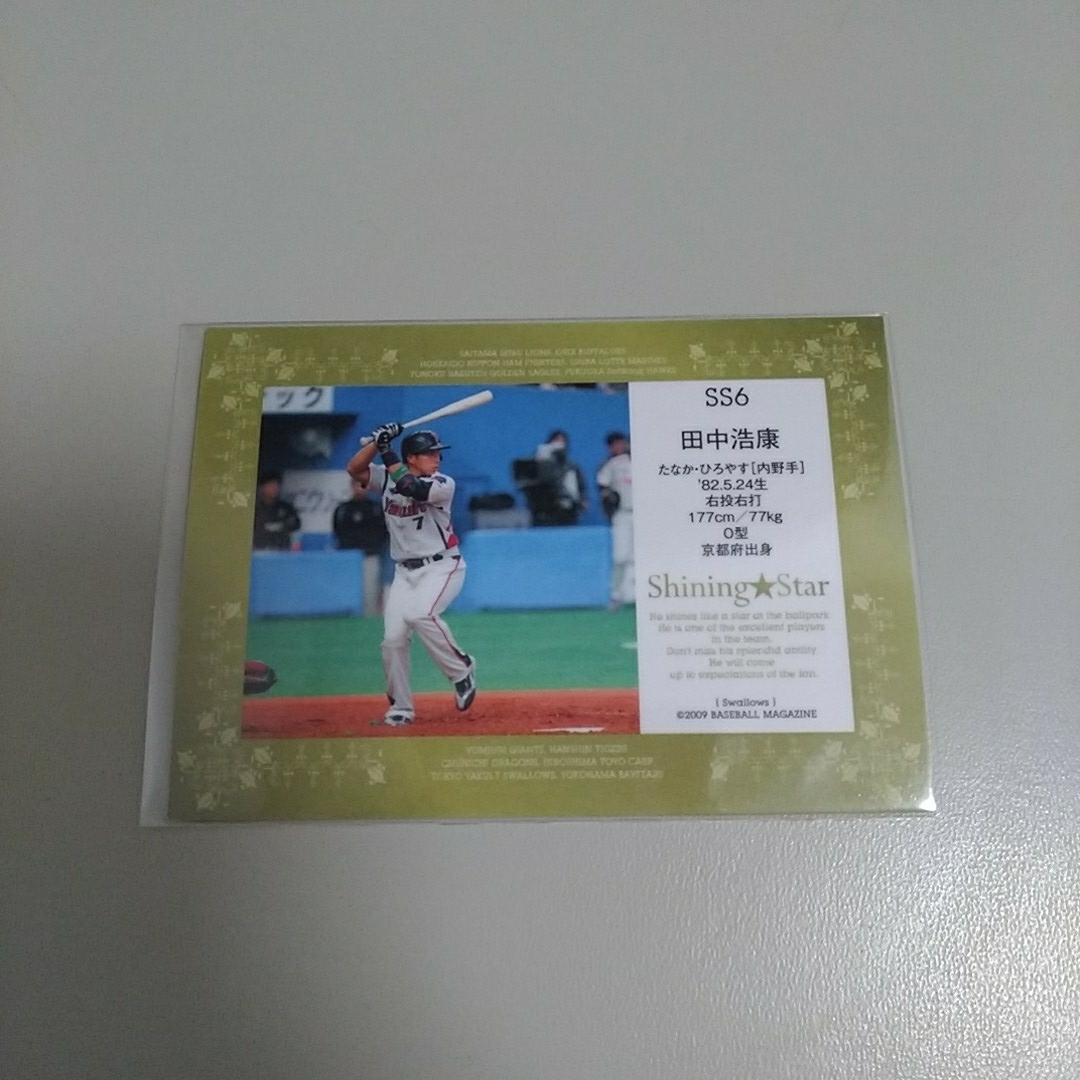 SAITAMA SEIBU LIONS, ORIX BUFFALOES
HOKKAIDO NIPPON-HAM FIGHTERS, CHIBA LOTTE MARINES
TOHOKU RAKUTEN GOLDEN EAGLES, FUKUOKA SoftBank HAWKS
ック
7
SS6
田中浩康
たなか・ひろやす[内野手]
'82.5.24生
右投右打
177cm/77kg
O型
京都府出身
Shining★Star
He shines like a star at the ballpark
He is one of the excellent players
in the team.
Don't miss his splendid ability.
He will come
up to expectations of the fan.
[ Swallows ]
©2009 BASEBALL MAGAZINE
YOMIURI GIANTS, HANSHIN TIGERS
CHUNICHI DRAGONS, HIROSHIMA TOYO CARP
TOKYO YAKULT SWALLOWS, YOKOHAMA BAYSTARS